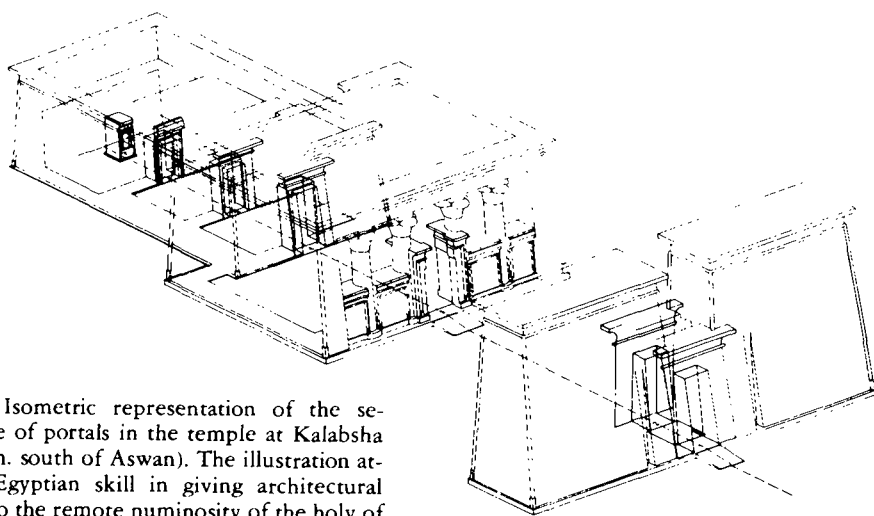 Isometric representation of the se-
e of portals in the temple at Kalabsha
n. south of Aswan). The illustration at-
Egyptian skill in giving architectural
o the remote numinosity of the holy of